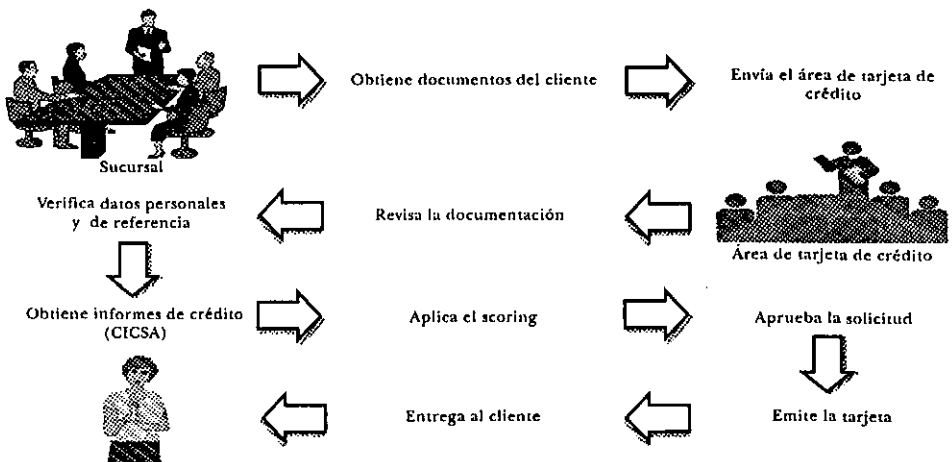 Obtiene documentos del cliente
Envía el área de tarjeta de
crédito
Sucursal
Verifica datos personales
y de referencia
Revisa la documentación
Área de tarjeta de crédito
Obtiene informes de crédito
(CICSA)
Aplica el scoring
Aprueba la solicitud
Entrega al cliente
Emite la tarjeta